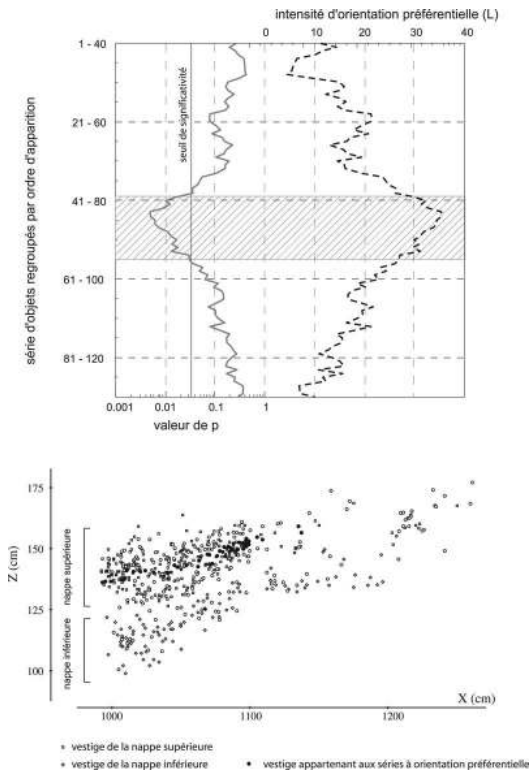 intensité d'orientation préférentielle (L)
0 10 20 30 40
1 - 40
21 - 60
41 - 80
61 - 100
81 - 120
série d'objets regroupés par ordre d'apparition
seuil de significativité
0.001 0.01 0.1 1
valeur de p
175
150
125
100
Z (cm)
nappe supérieure
nappe inférieure
X (cm)
1000 1100 1200
vestige de la nappe supérieure
vestige de la nappe inférieure
vestige appartenant aux séries à orientation préférentielle